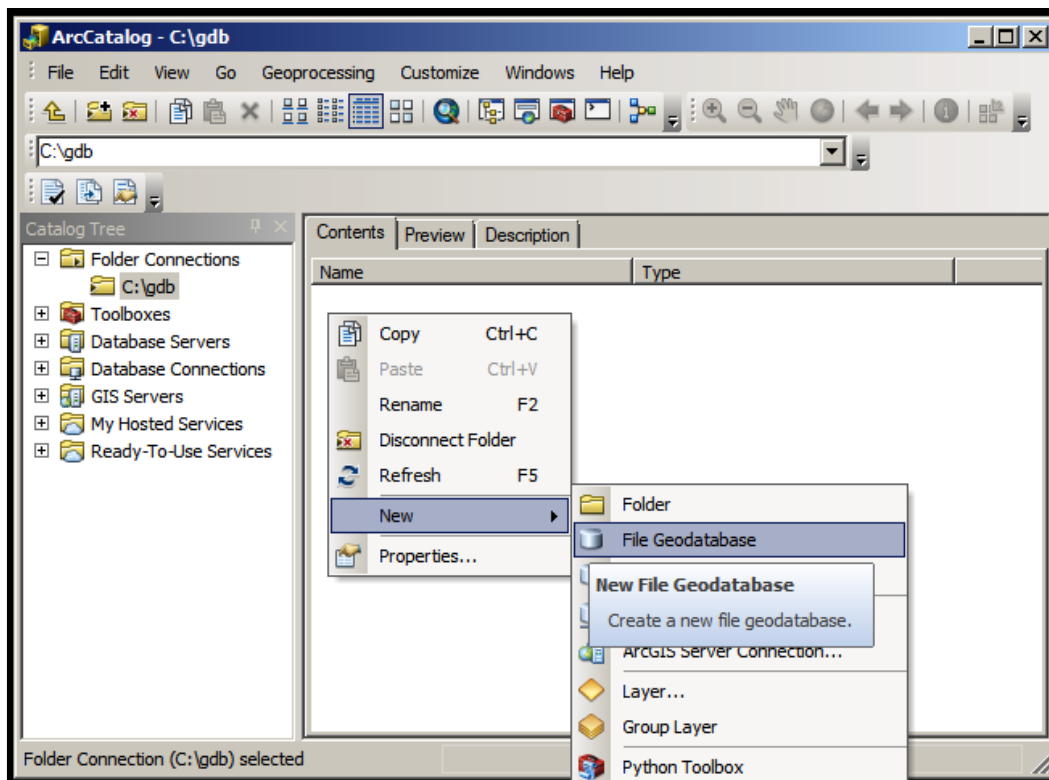 ArcCatalog - C:\gdb
File Edit View Go Geoprocessing Customize Windows Help
C:\gdb
Catalog Tree
Folder Connections
C:\gdb
Toolboxes
Database Servers
Database Connections
GIS Servers
My Hosted Services
Ready-To-Use Services
Contents Preview Description
Name Type
Copy Ctrl+C
Paste Ctrl+V
Rename F2
Disconnect Folder
Refresh F5
New
Properties...
Folder
File Geodatabase
New File Geodatabase
Create a new file geodatabase.
ArcGIS Server Connection...
Layer...
Group Layer
Python Toolbox
Folder Connection (C:\gdb) selected